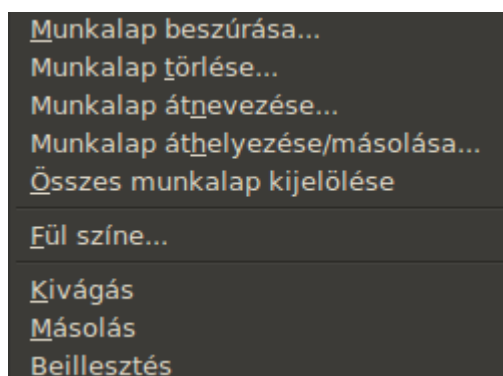 Munkalap beszúrása...
Munkalap törlése...
Munkalap átnevezése...
Munkalap áthelyezése/másolása...
Összes munkalap kijelölése
Fül színe...
Kivágás
Másolás
Beillesztés